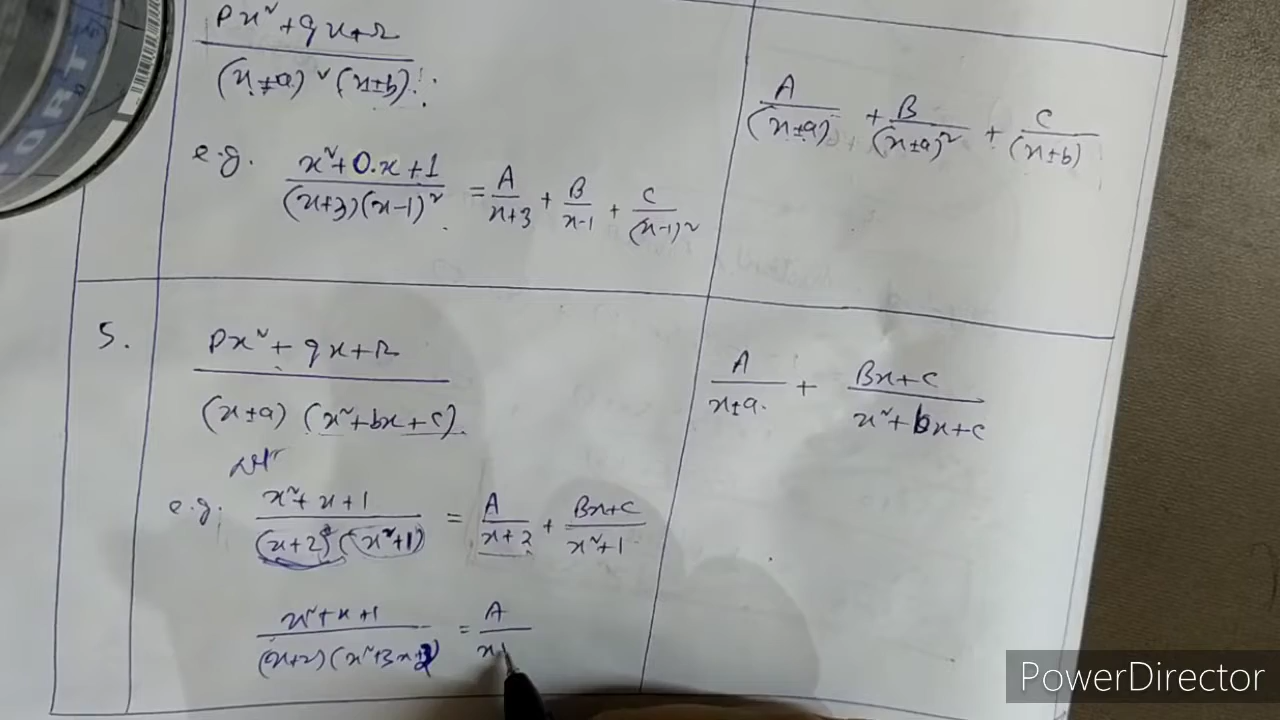 px²+qx+r
(x±a)²(x±b)
A/(x±a) + B/(x±a)² + C/(x±b)
e.g. x²+0.x+1/(x+3)(x-1)² = A/x+3 + B/x-1 + C/(x-1)²
5.
px²+qx+r
(x±a) (x²+bx+c)
A/x±a + Bx+C/x²+bx+c
e.g. x²+x+1/(x+2)(x²+1) = A/x+2 + Bx+C/x²+1
x²+x+1/(x+2)(x²+3x+2) = A/x
PORT
PowerDirector